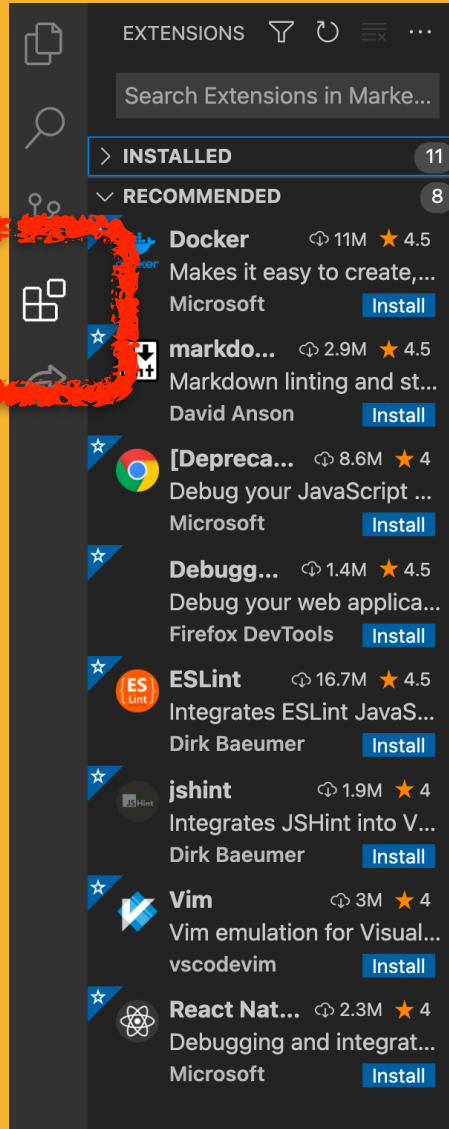 EXTENSIONS
Search Extensions in Marke...
INSTALLED 11
RECOMMENDED 8
Docker 11M 4.5
Makes it easy to create,...
Microsoft Install
markdo... 2.9M 4.5
Markdown linting and st...
David Anson Install
[Depreca... 8.6M 4
Debug your JavaScript ...
Microsoft Install
Debugg... 1.4M 4.5
Debug your web applica...
Firefox DevTools Install
ES
Lint
ESLint 16.7M 4.5
Integrates ESLint JavaS...
Dirk Baeumer Install
JSHint
jshint 1.9M 4
Integrates JSHint into V...
Dirk Baeumer Install
Vim 3M 4
Vim emulation for Visual...
vscodevim Install
React Nat... 2.3M 4
Debugging and integrat...
Microsoft Install